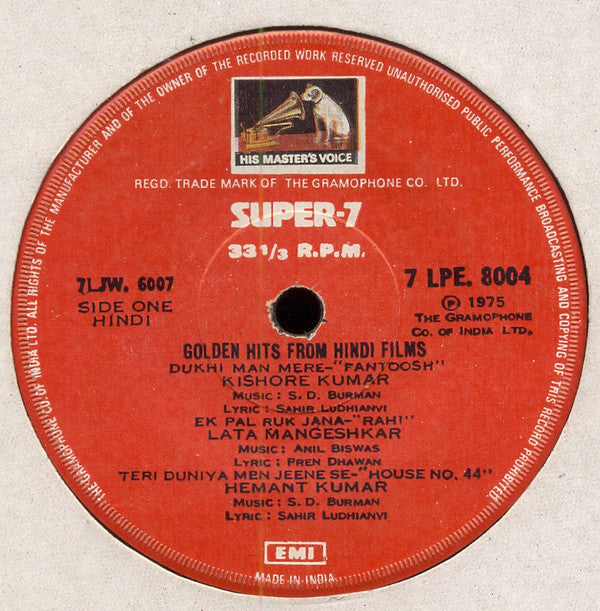 ALL RIGHTS OF THE MANUFACTURER AND OF THE OWNER OF THE RECORDED WORK RESERVED UNAUTHORISED PUBLIC PERFORMANCE BROADCASTING AND COPYING OF THIS RECORD PROHIBITED.
THE GRAMOPHONE CO. OF INDIA LTD.
HIS MASTER'S VOICE
REGD. TRADE MARK OF THE GRAMOPHONE CO. LTD.
SUPER-7
33 1/3 R.P.M.
7LJW. 6007
SIDE ONE
HINDI
7 LPE. 8004
Ⓟ 1975
THE GRAMOPHONE
CO. OF INDIA LTD.
GOLDEN HITS FROM HINDI FILMS
DUKHI MAN MERE-"FANTOOSH"
KISHORE KUMAR
MUSIC : S. D. BURMAN
LYRIC : SAHIR LUDHIANVI
EK PAL RUK JANA-"RAHI"
LATA MANGESHKAR
MUSIC : ANIL BISWAS
LYRIC : PREN DHAWAN
TERI DUNIYA MEN JEENE SE-"HOUSE NO. 44"
HEMANT KUMAR
MUSIC : S. D. BURMAN
LYRIC : SAHIR LUDHIANVI
EMI
MADE IN INDIA